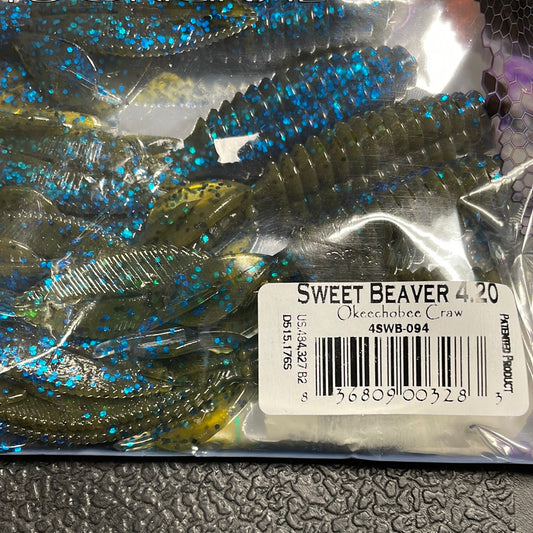 SWEET BEAVER 4.20
Okeechobee Craw
4SWB-094
US.484,327 B2
D515.176S
PATENTED PRODUCT
8 36809 00328 3